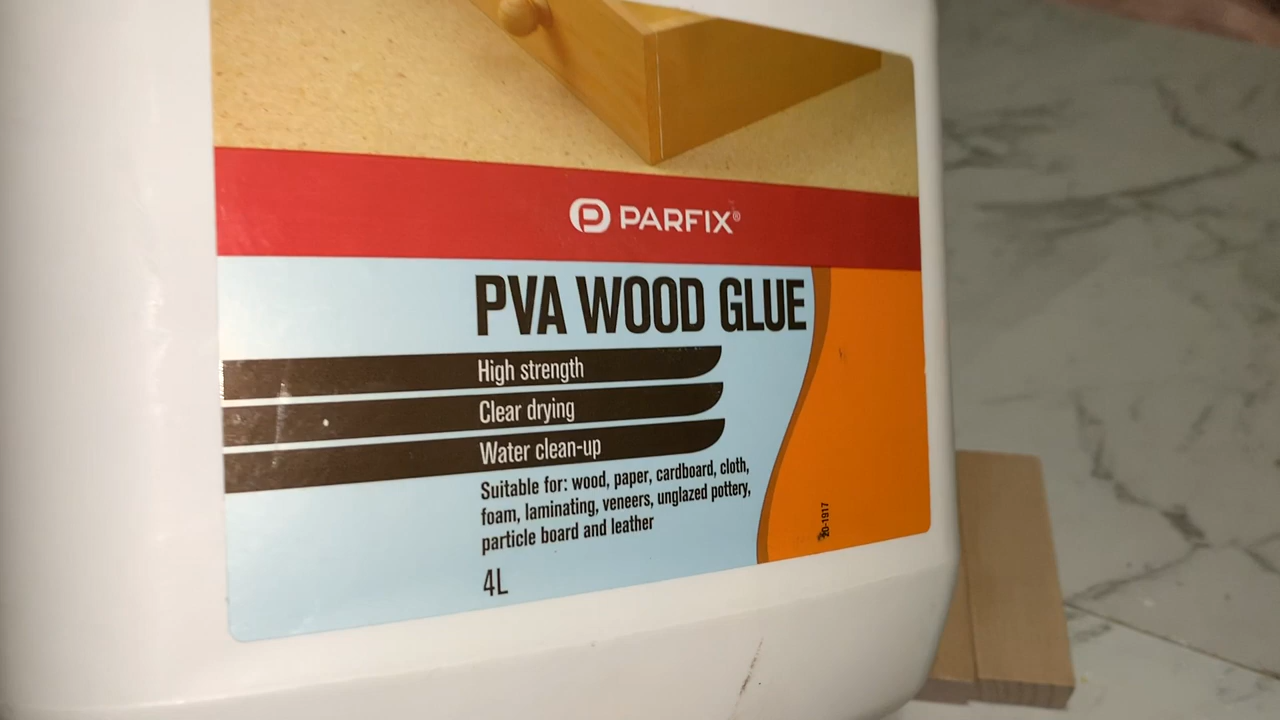 PARFIX®
PVA WOOD GLUE
High strength
Clear drying
Water clean-up
Suitable for: wood, paper, cardboard, cloth,
foam, laminating, veneers, unglazed pottery,
particle board and leather
4L
20-1917